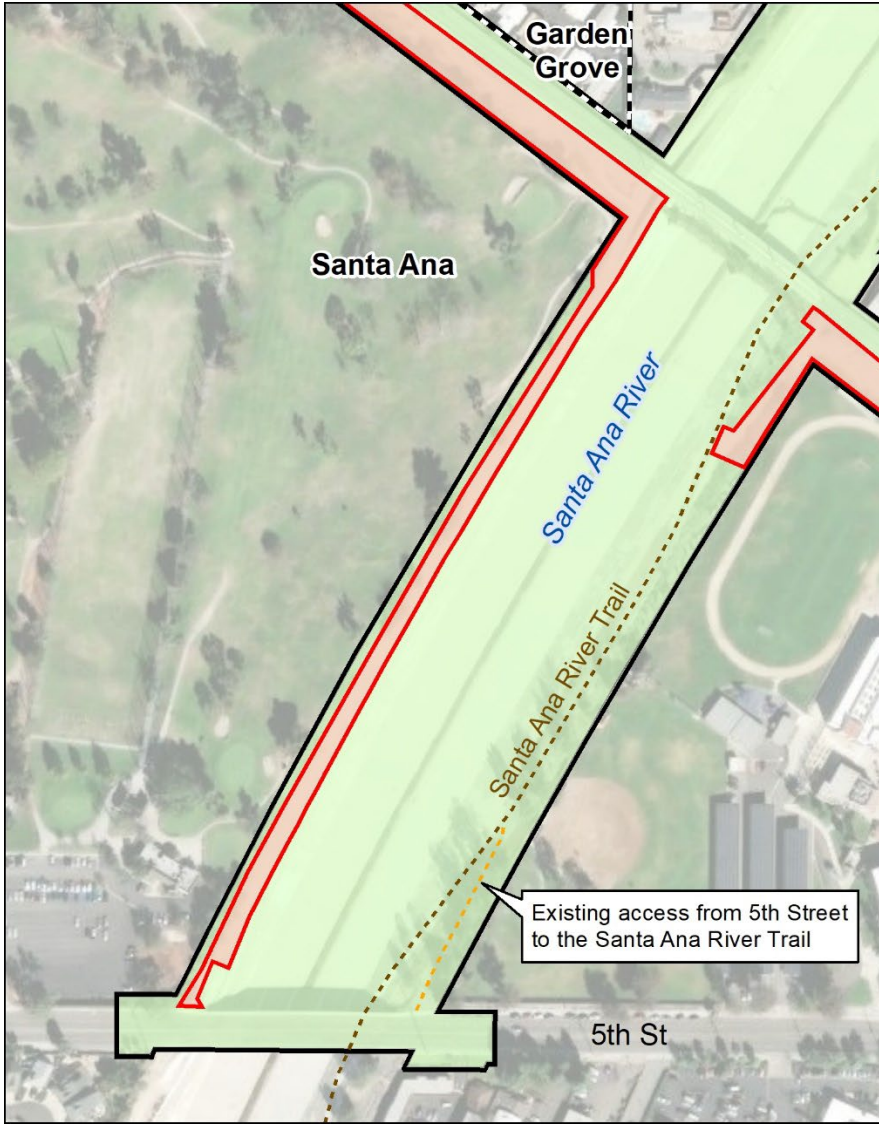 Garden
Grove
Santa Ana
Santa Ana River
Santa Ana River Trail
Existing access from 5th Street
to the Santa Ana River Trail
5th St